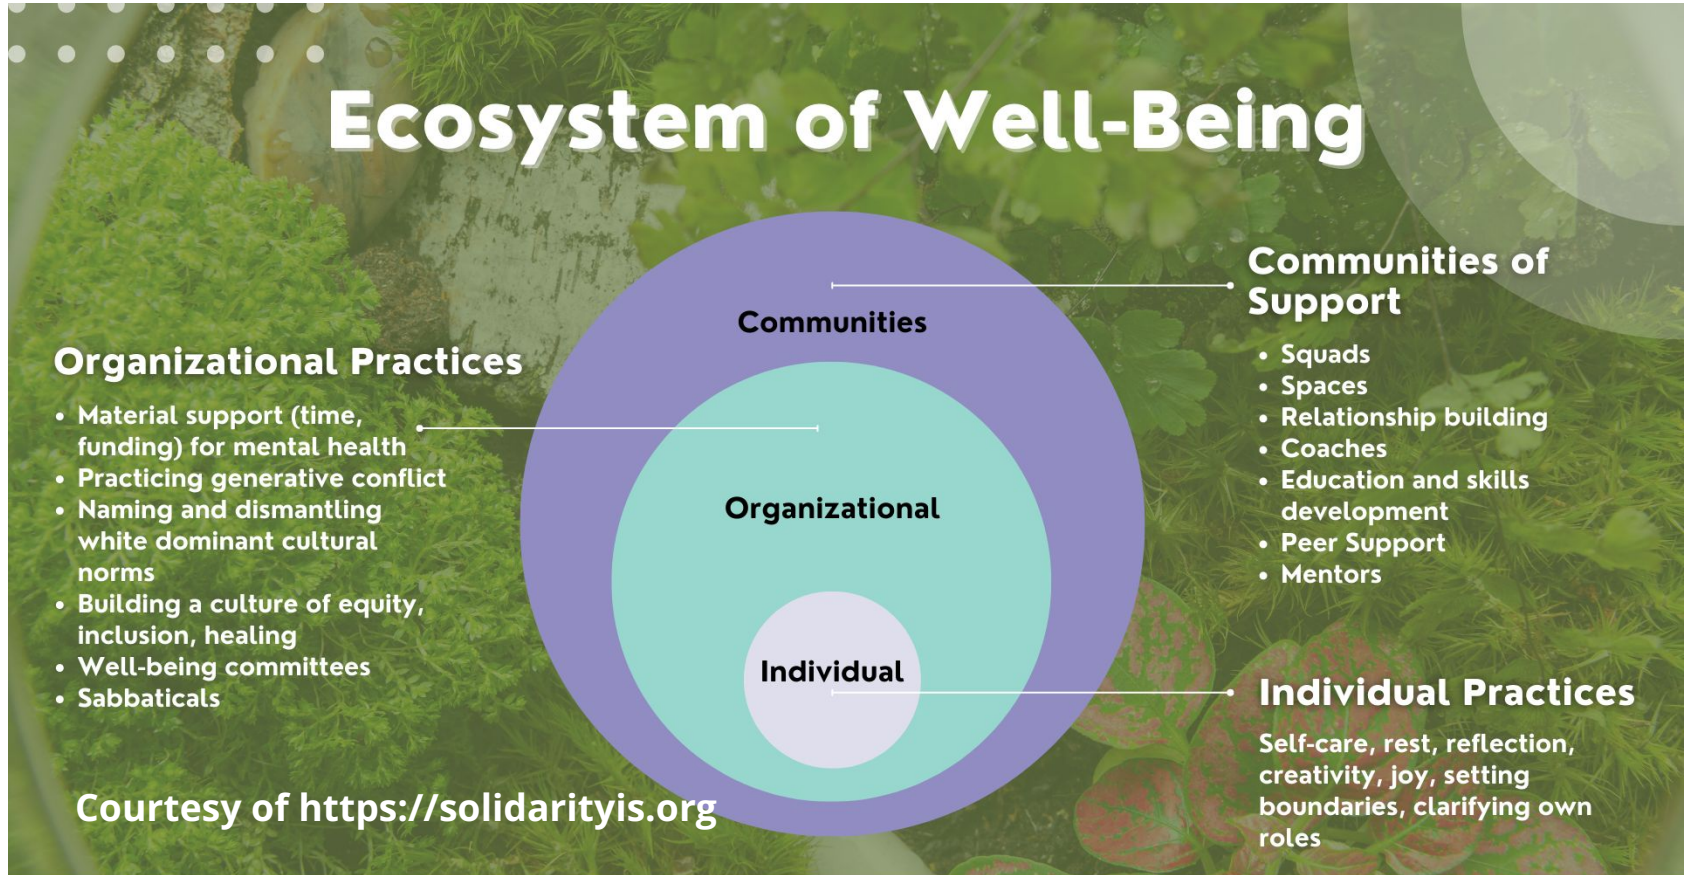 Ecosystem of Well-Being
Organizational Practices
• Material support (time,
funding) for mental health
• Practicing generative conflict
• Naming and dismantling
white dominant cultural
norms
• Building a culture of equity,
inclusion, healing
• Well-being committees
• Sabbaticals
Communities
Organizational
Individual
Communities of
Support
• Squads
• Spaces
• Relationship building
• Coaches
• Education and skills
development
• Peer Support
• Mentors
Individual Practices
Self-care, rest, reflection,
creativity, joy, setting
boundaries, clarifying own
roles
Courtesy of https://solidarityis.org